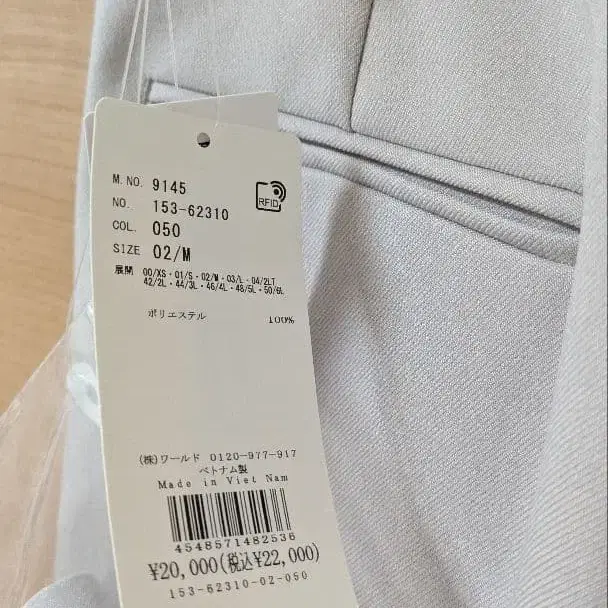 M.NO. 9145
NO. 153-62310
RFID
COL. 050
SIZE 02/M
展開 00/XS・01/S・02/M・03/L・04/2LT
42/2L・44/3L・46/4L・48/5L・50/6L
ポリエステル 100%
(株)ワールド 0120-977-917
ベトナム製
Made in Viet Nam
4548571482536
¥20,000(税込¥22,000)
153-62310-02-050